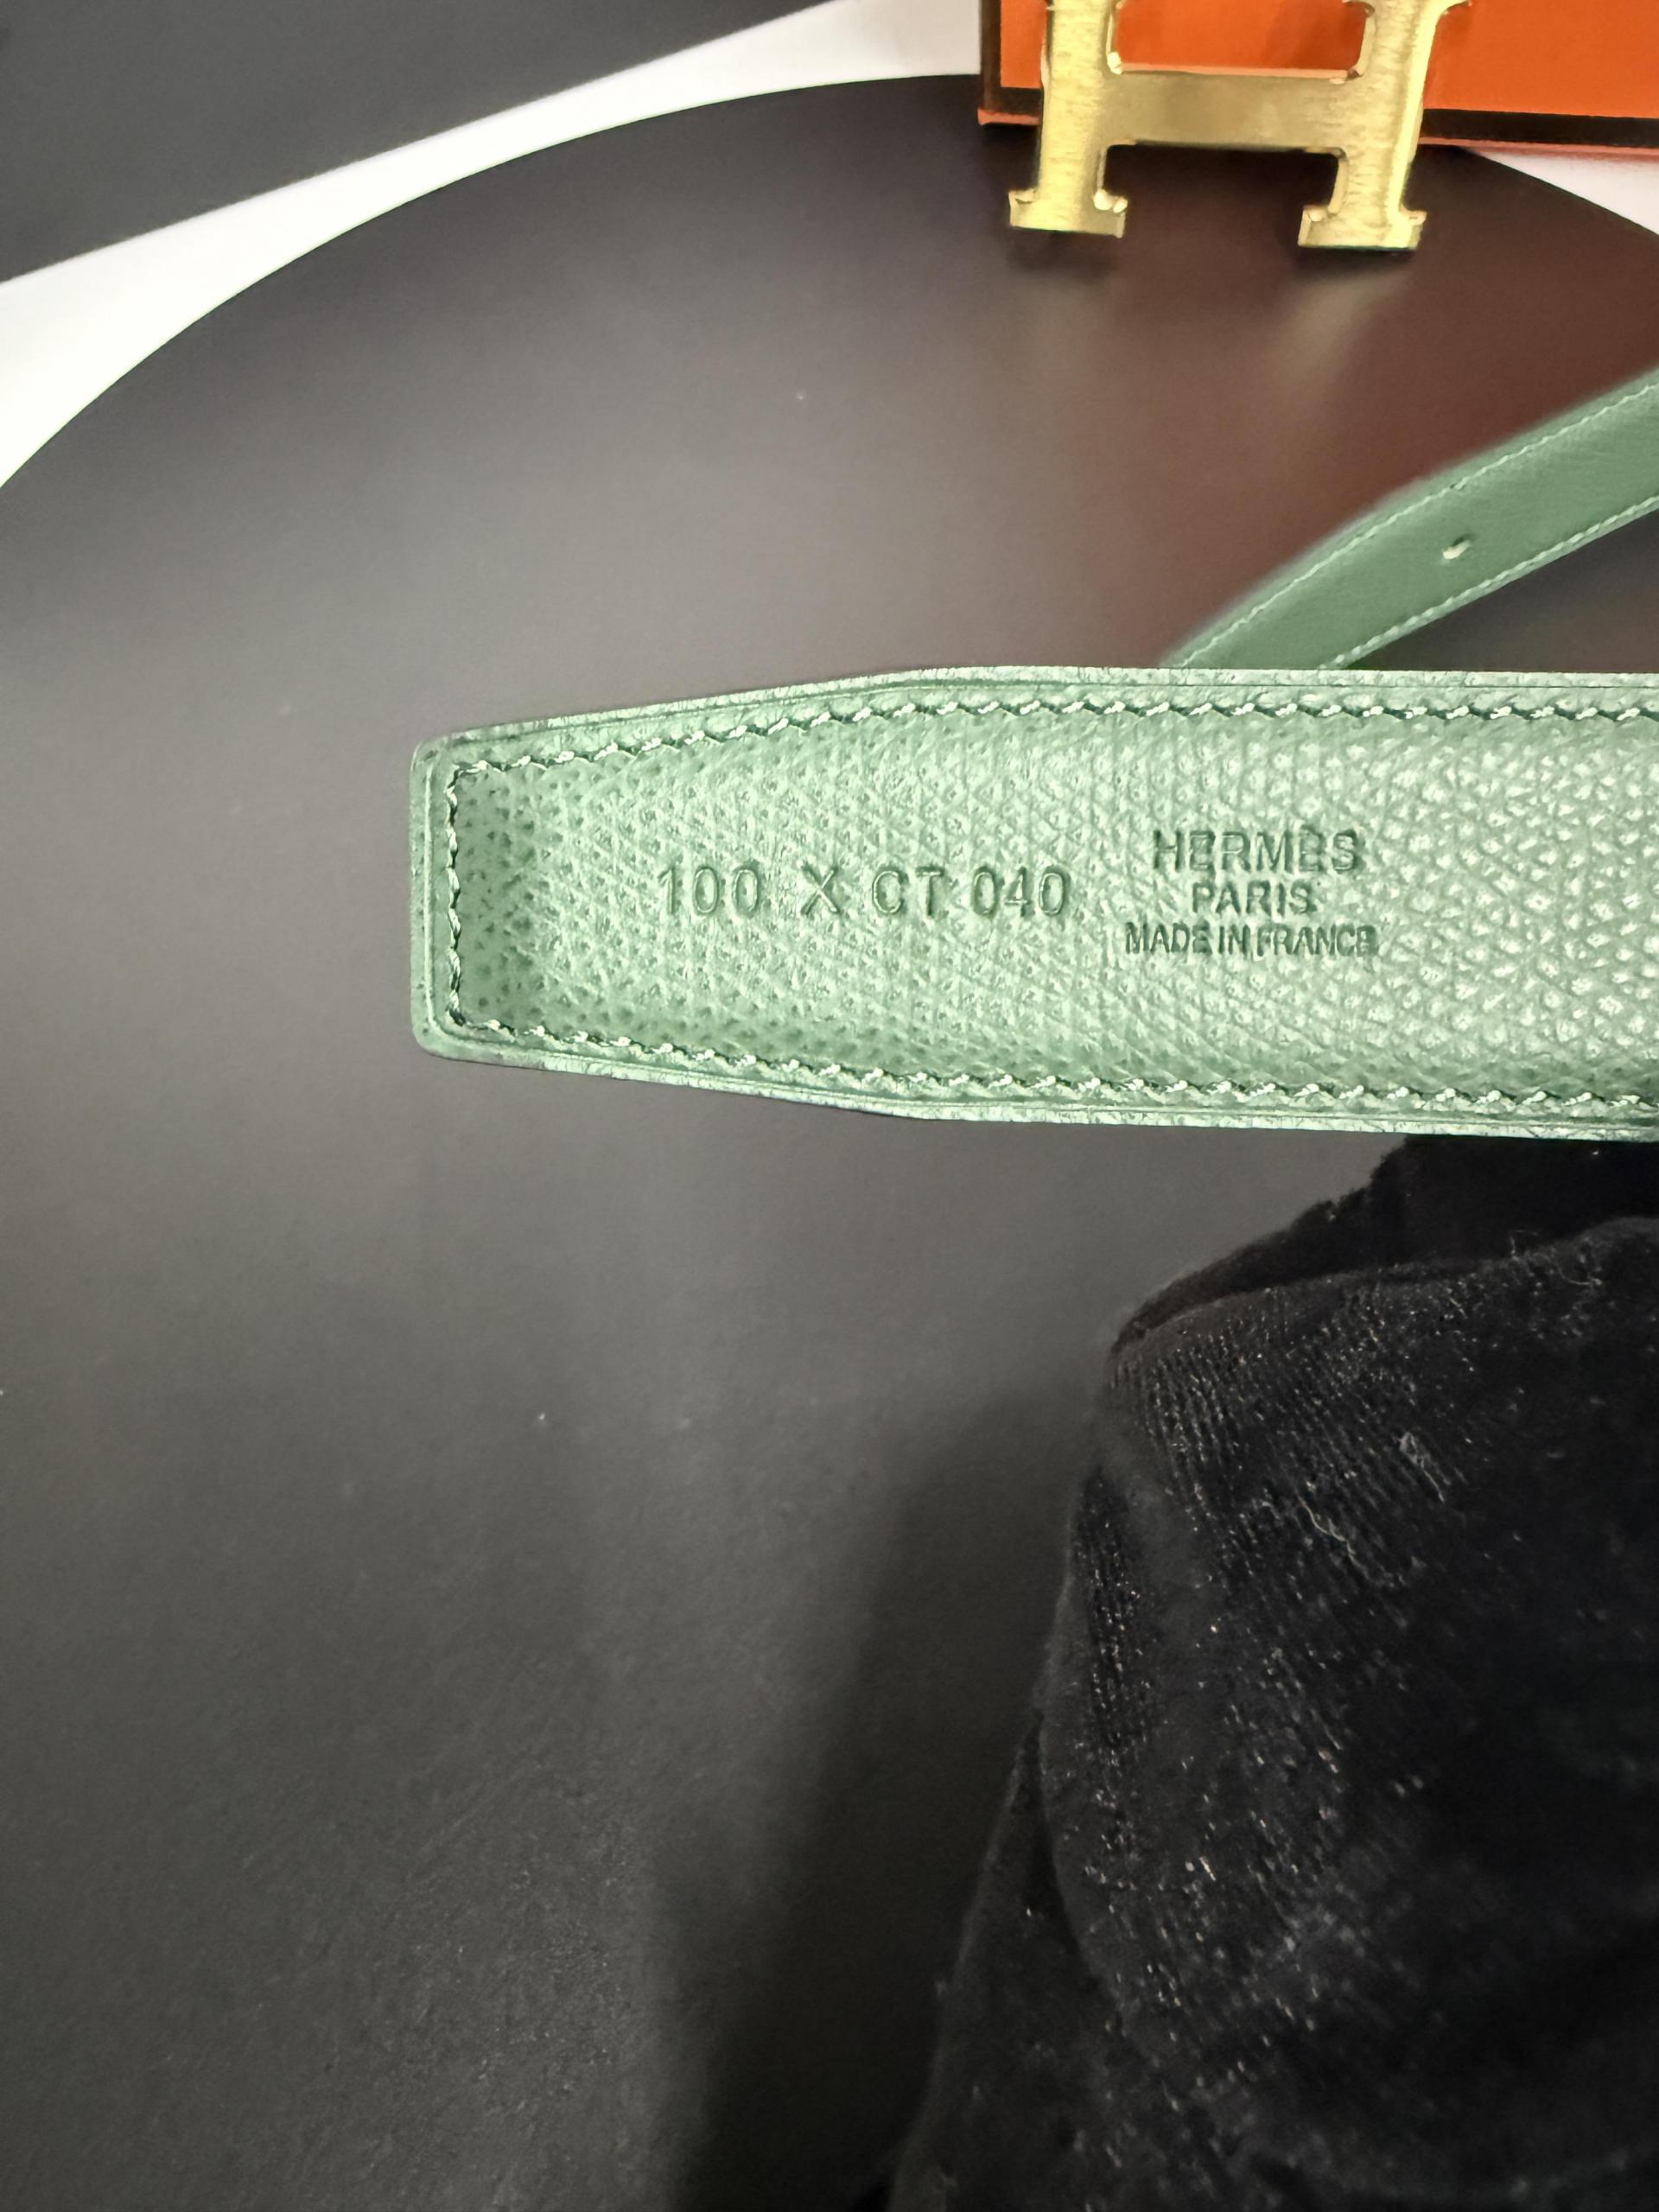 100 X CT 040
HERMÈS
PARIS
MADE IN FRANCE